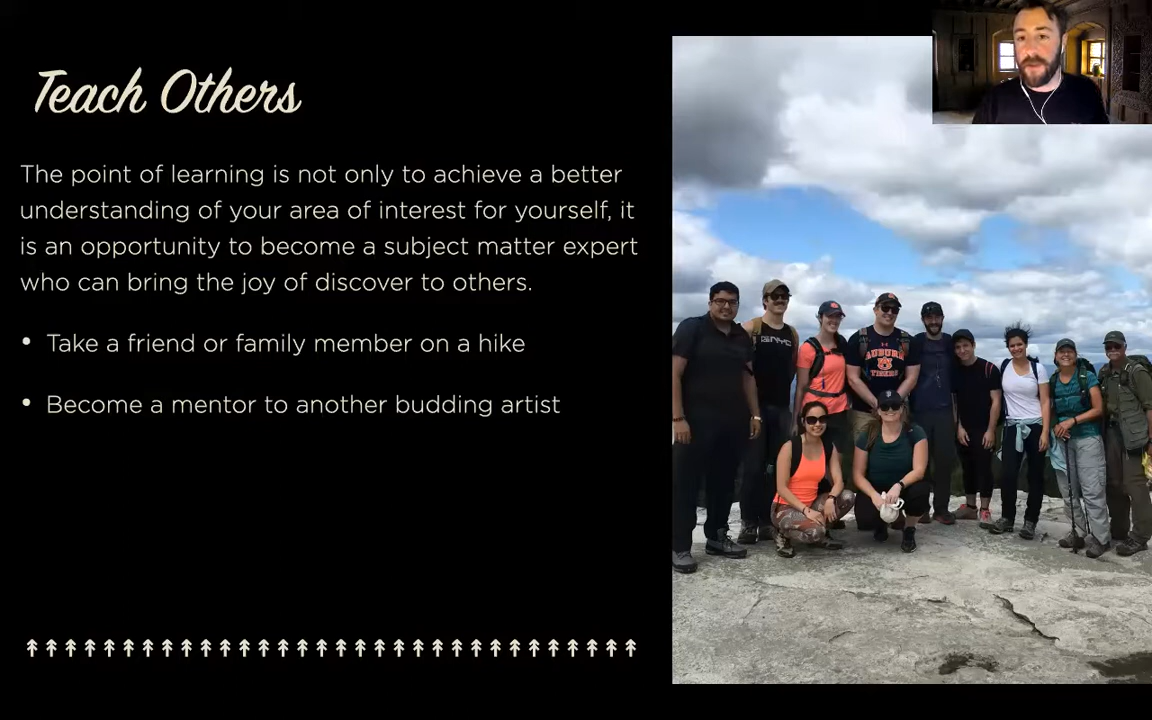 Teach Others
The point of learning is not only to achieve a better
understanding of your area of interest for yourself, it
is an opportunity to become a subject matter expert
who can bring the joy of discover to others.
• Take a friend or family member on a hike
• Become a mentor to another budding artist
AUBURN
TIGERS